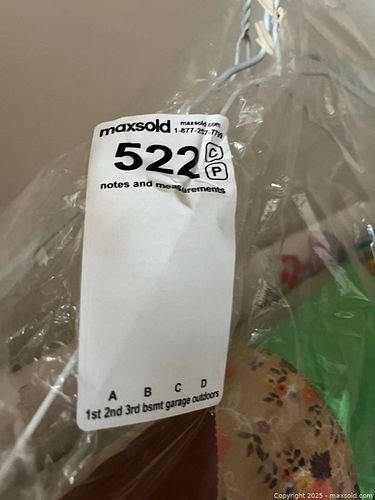 maxsold maxsold.com
1-877-257-7799
522 C
P
notes and measurements
A B C D
1st 2nd 3rd bsmt garage outdoors
Copyright 2025 - maxsold.com